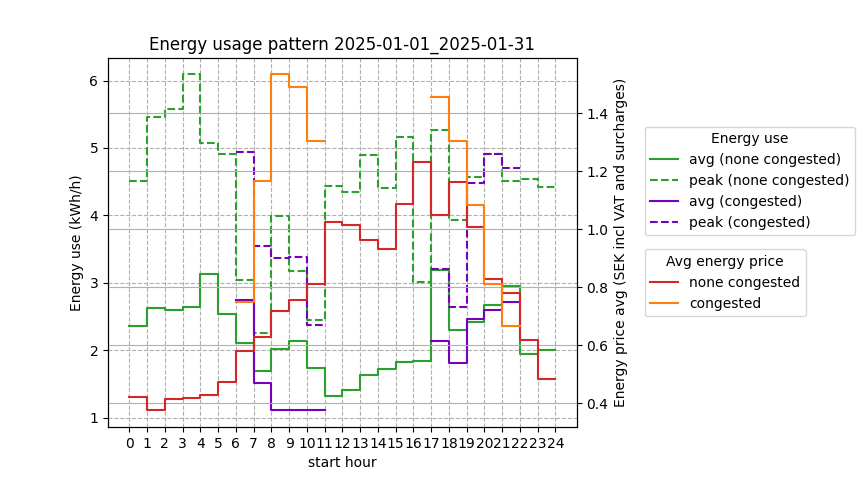 Energy usage pattern 2025-01-01_2025-01-31
Energy use (kWh/h)
6
5
4
3
2
1
1.4
1.2
1.0
0.8
0.6
0.4
Energy price avg (SEK incl VAT and surcharges)
0 1 2 3 4 5 6 7 8 9 10 11 12 13 14 15 16 17 18 19 20 21 22 23 24
start hour
Energy use
avg (none congested)
peak (none congested)
avg (congested)
peak (congested)
Avg energy price
none congested
congested